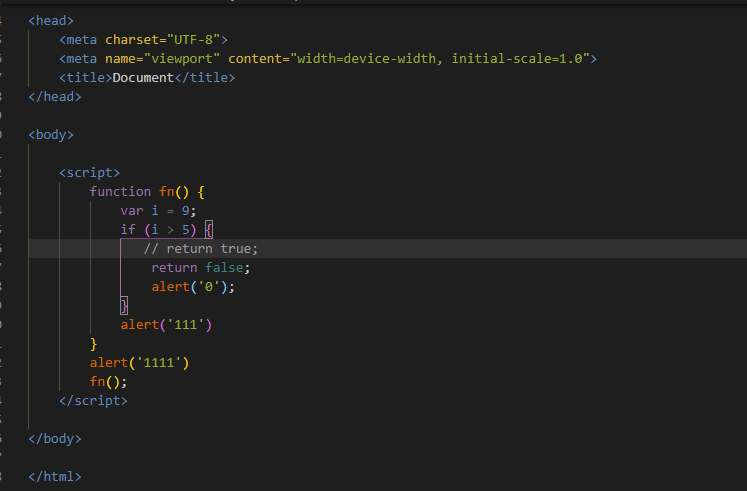 <head>
<meta charset="UTF-8">
<meta name="viewport" content="width=device-width, initial-scale=1.0">
<title>Document</title>
</head>
<body>
<script>
function fn() {
var i = 9;
if (i > 5) {
// return true;
return false;
alert('0');
}
alert('111')
}
alert('1111')
fn();
</script>
</body>
</html>